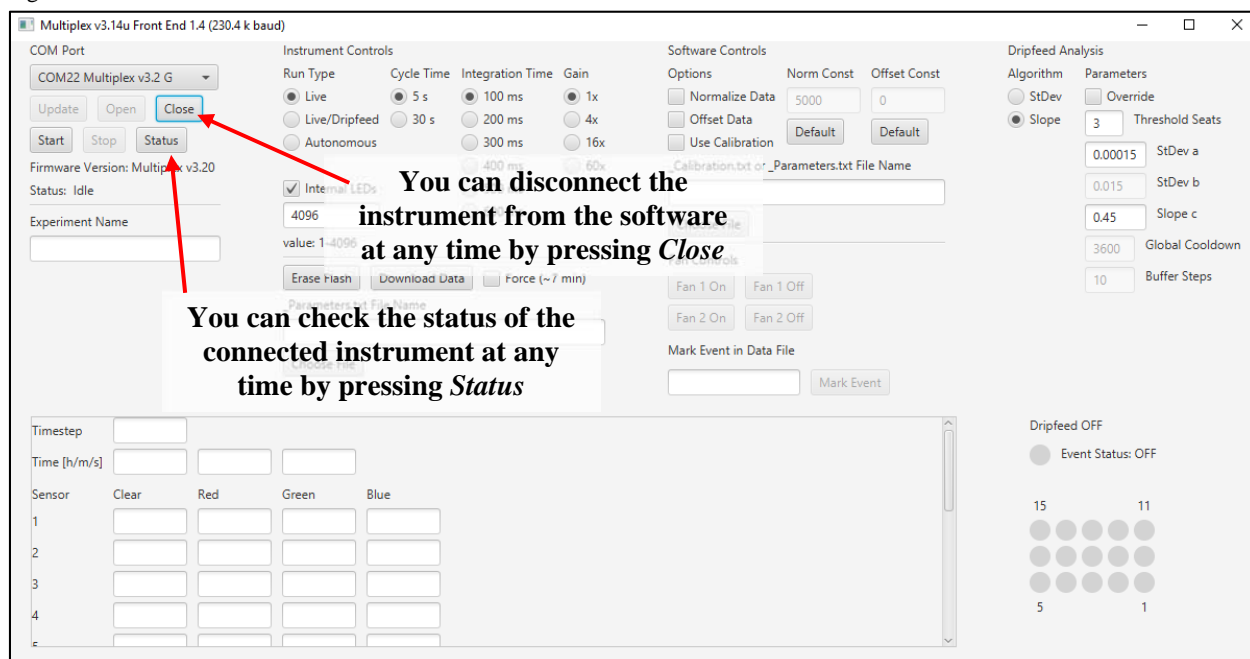 Multiplex v3.14u Front End 1.4 (230.4 k baud)
COM Port
COM22 Multiplex v3.2 G
Update Open Close
Start Stop Status
Firmware Version: Multiplex v3.20
Status: Idle
Experiment Name
Instrument Controls
Run Type Cycle Time Integration Time Gain
Live 5 s 100 ms 1x
Live/Dripfeed 30 s 200 ms 4x
Autonomous 300 ms 16x
400 ms 60x
Internal LEDs
4096
value: 1-4096
Erase Flash Download Data Force (~7 min)
_Parameters.txt File Name
Choose File
Software Controls
Options Norm Const Offset Const
Normalize Data 5000 0
Offset Data Default Default
Use Calibration
_Calibration.txt or _Parameters.txt File Name
Choose File
Fan Controls
Fan 1 On Fan 1 Off
Fan 2 On Fan 2 Off
Mark Event in Data File
Mark Event
Dripfeed Analysis
Algorithm Parameters
StDev Override
Slope 3 Threshold Seats
0.00015 StDev a
0.015 StDev b
0.45 Slope c
3600 Global Cooldown
10 Buffer Steps
You can disconnect the
instrument from the software
at any time by pressing Close
You can check the status of the
connected instrument at any
time by pressing Status
Timestep
Time [h/m/s]
Sensor Clear Red Green Blue
1
2
3
4
Dripfeed OFF
Event Status: OFF
15 11
5 1